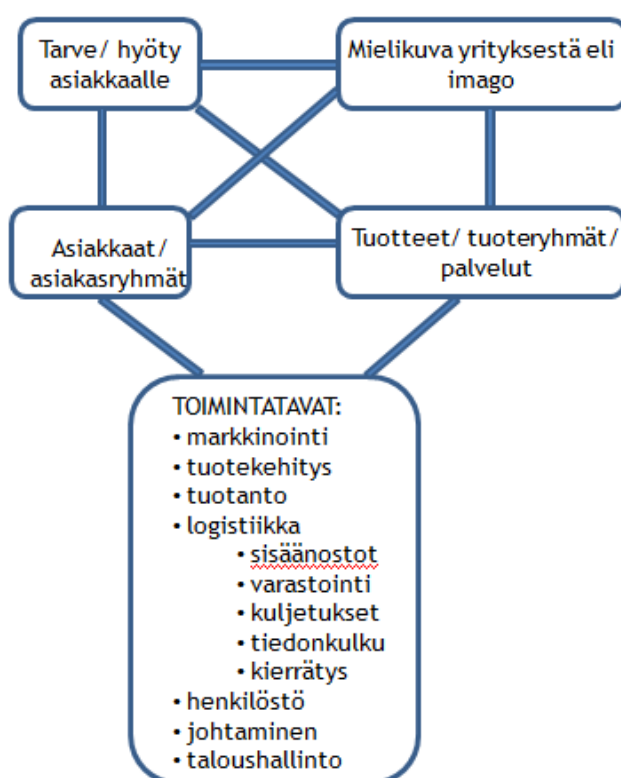 Tarve/ hyöty
asiakkaalle
Mielikuva yrityksestä eli
imago
Asiakkaat/
asiakasryhmät
Tuotteet/ tuoteryhmät/
palvelut
TOIMINTATAVAT:
• markkinointi
• tuotekehitys
• tuotanto
• logistiikka
• sisäänostot
• varastointi
• kuljetukset
• tiedonkulku
• kierrätys
• henkilöstö
• johtaminen
• taloushallinto